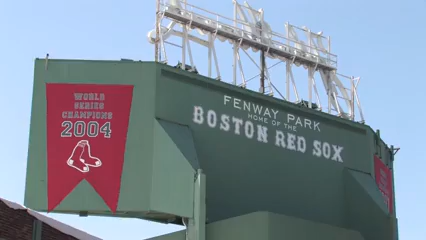 WORLD
SERIES
CHAMPIONS
2004
FENWAY PARK
HOME OF THE
BOSTON RED SOX